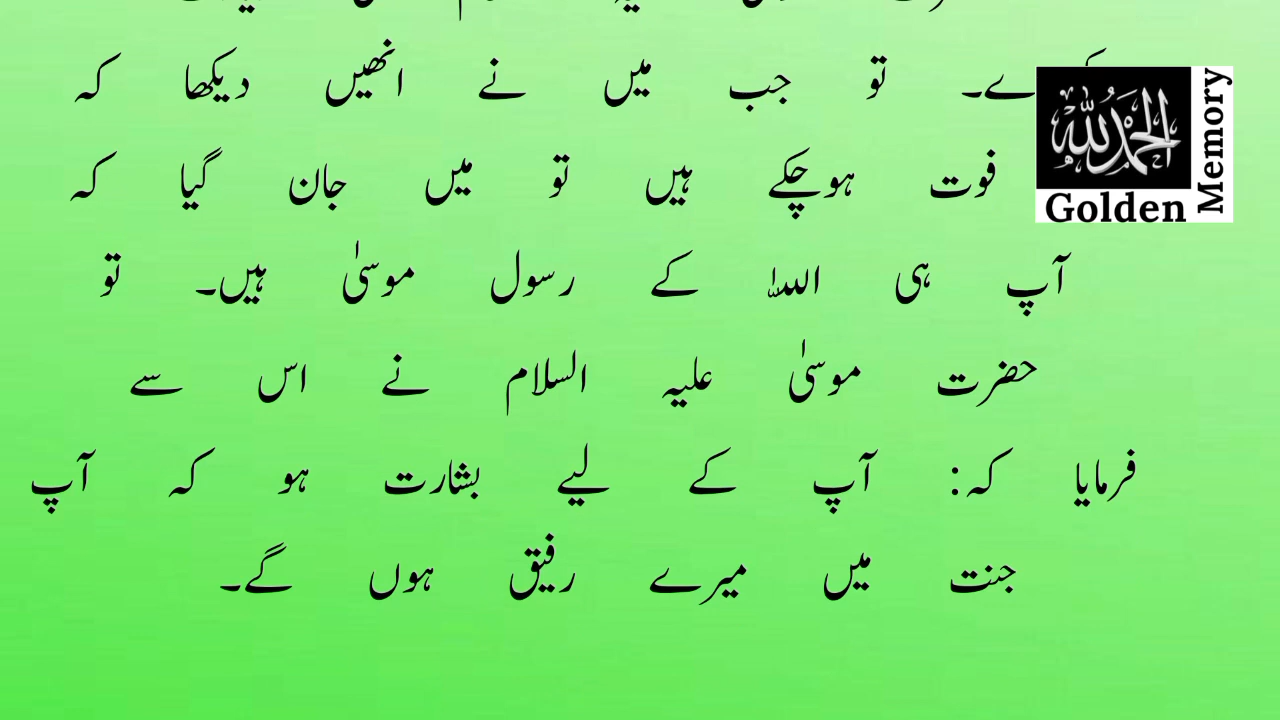 ے۔ تو جب میں نے انھیں دیکھا کہ
فوت ہوچکے ہیں تو میں جان گیا کہ
آپ ہی اللہ کے رسول موسیٰ ہیں۔ تو
حضرت موسیٰ علیہ السلام نے اس سے
فرمایا کہ: آپ کے لیے بشارت ہو کہ آپ
جنت میں میرے رفیق ہوں گے۔
الحمدللہ
Golden
Memory